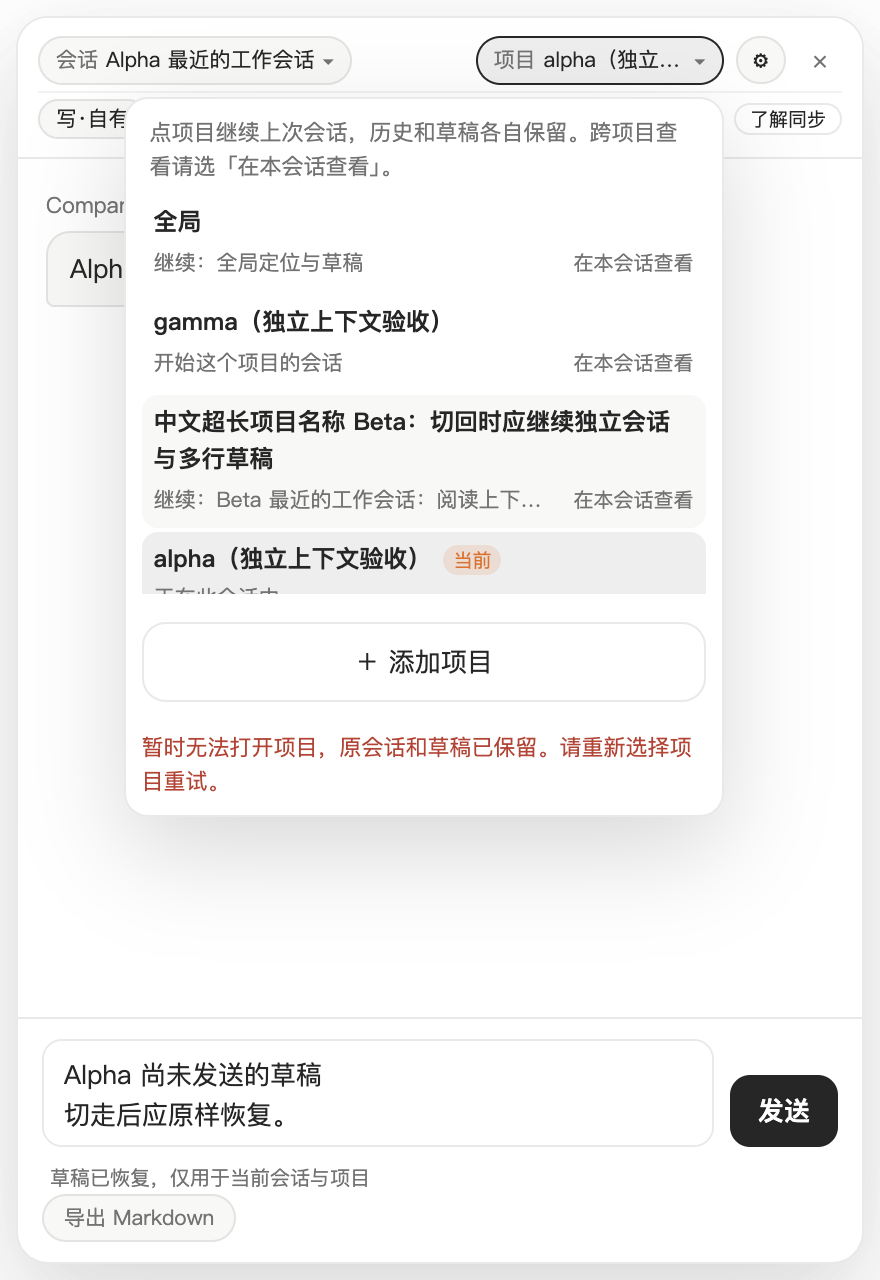 会话 Alpha 最近的工作会话
项目 alpha（独立…
写·自有
了解同步
点项目继续上次会话，历史和草稿各自保留。跨项目查
看请选「在本会话查看」。
Compar
Alph
全局
继续：全局定位与草稿 在本会话查看
gamma（独立上下文验收）
开始这个项目的会话 在本会话查看
中文超长项目名称 Beta：切回时应继续独立会话
与多行草稿
继续：Beta 最近的工作会话：阅读上下… 在本会话查看
alpha（独立上下文验收） 当前
＋ 添加项目
暂时无法打开项目，原会话和草稿已保留。请重新选择项
目重试。
Alpha 尚未发送的草稿
切走后应原样恢复。
发送
草稿已恢复，仅用于当前会话与项目
导出 Markdown